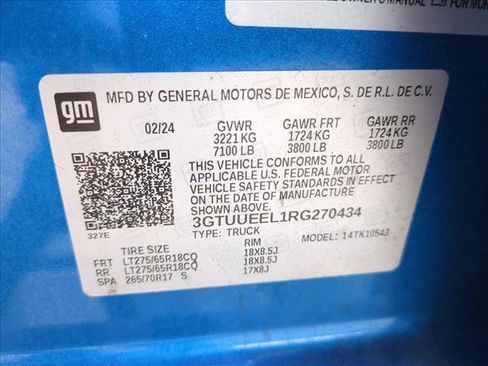 OWNER'S MANUAL
gm
MFD BY GENERAL MOTORS DE MEXICO, S. DE R.L. DE C.V.
02/24 GVWR GAWR FRT GAWR RR
3221 KG 1724 KG 1724 KG
7100 LB 3800 LB 3800 LB
THIS VEHICLE CONFORMS TO ALL
APPLICABLE U.S. FEDERAL MOTOR
VEHICLE SAFETY STANDARDS IN EFFECT
ON THE DATE OF MANUFACTURE
SHOWN ABOVE.
3GTUUEEL1RG270434
327E TYPE: TRUCK MODEL: 14TK10543
TIRE SIZE RIM
FRT LT275/65R18CQ 18X8.5J
RR LT275/65R18CQ 18X8.5J
SPA 265/70R17 S 17X8J